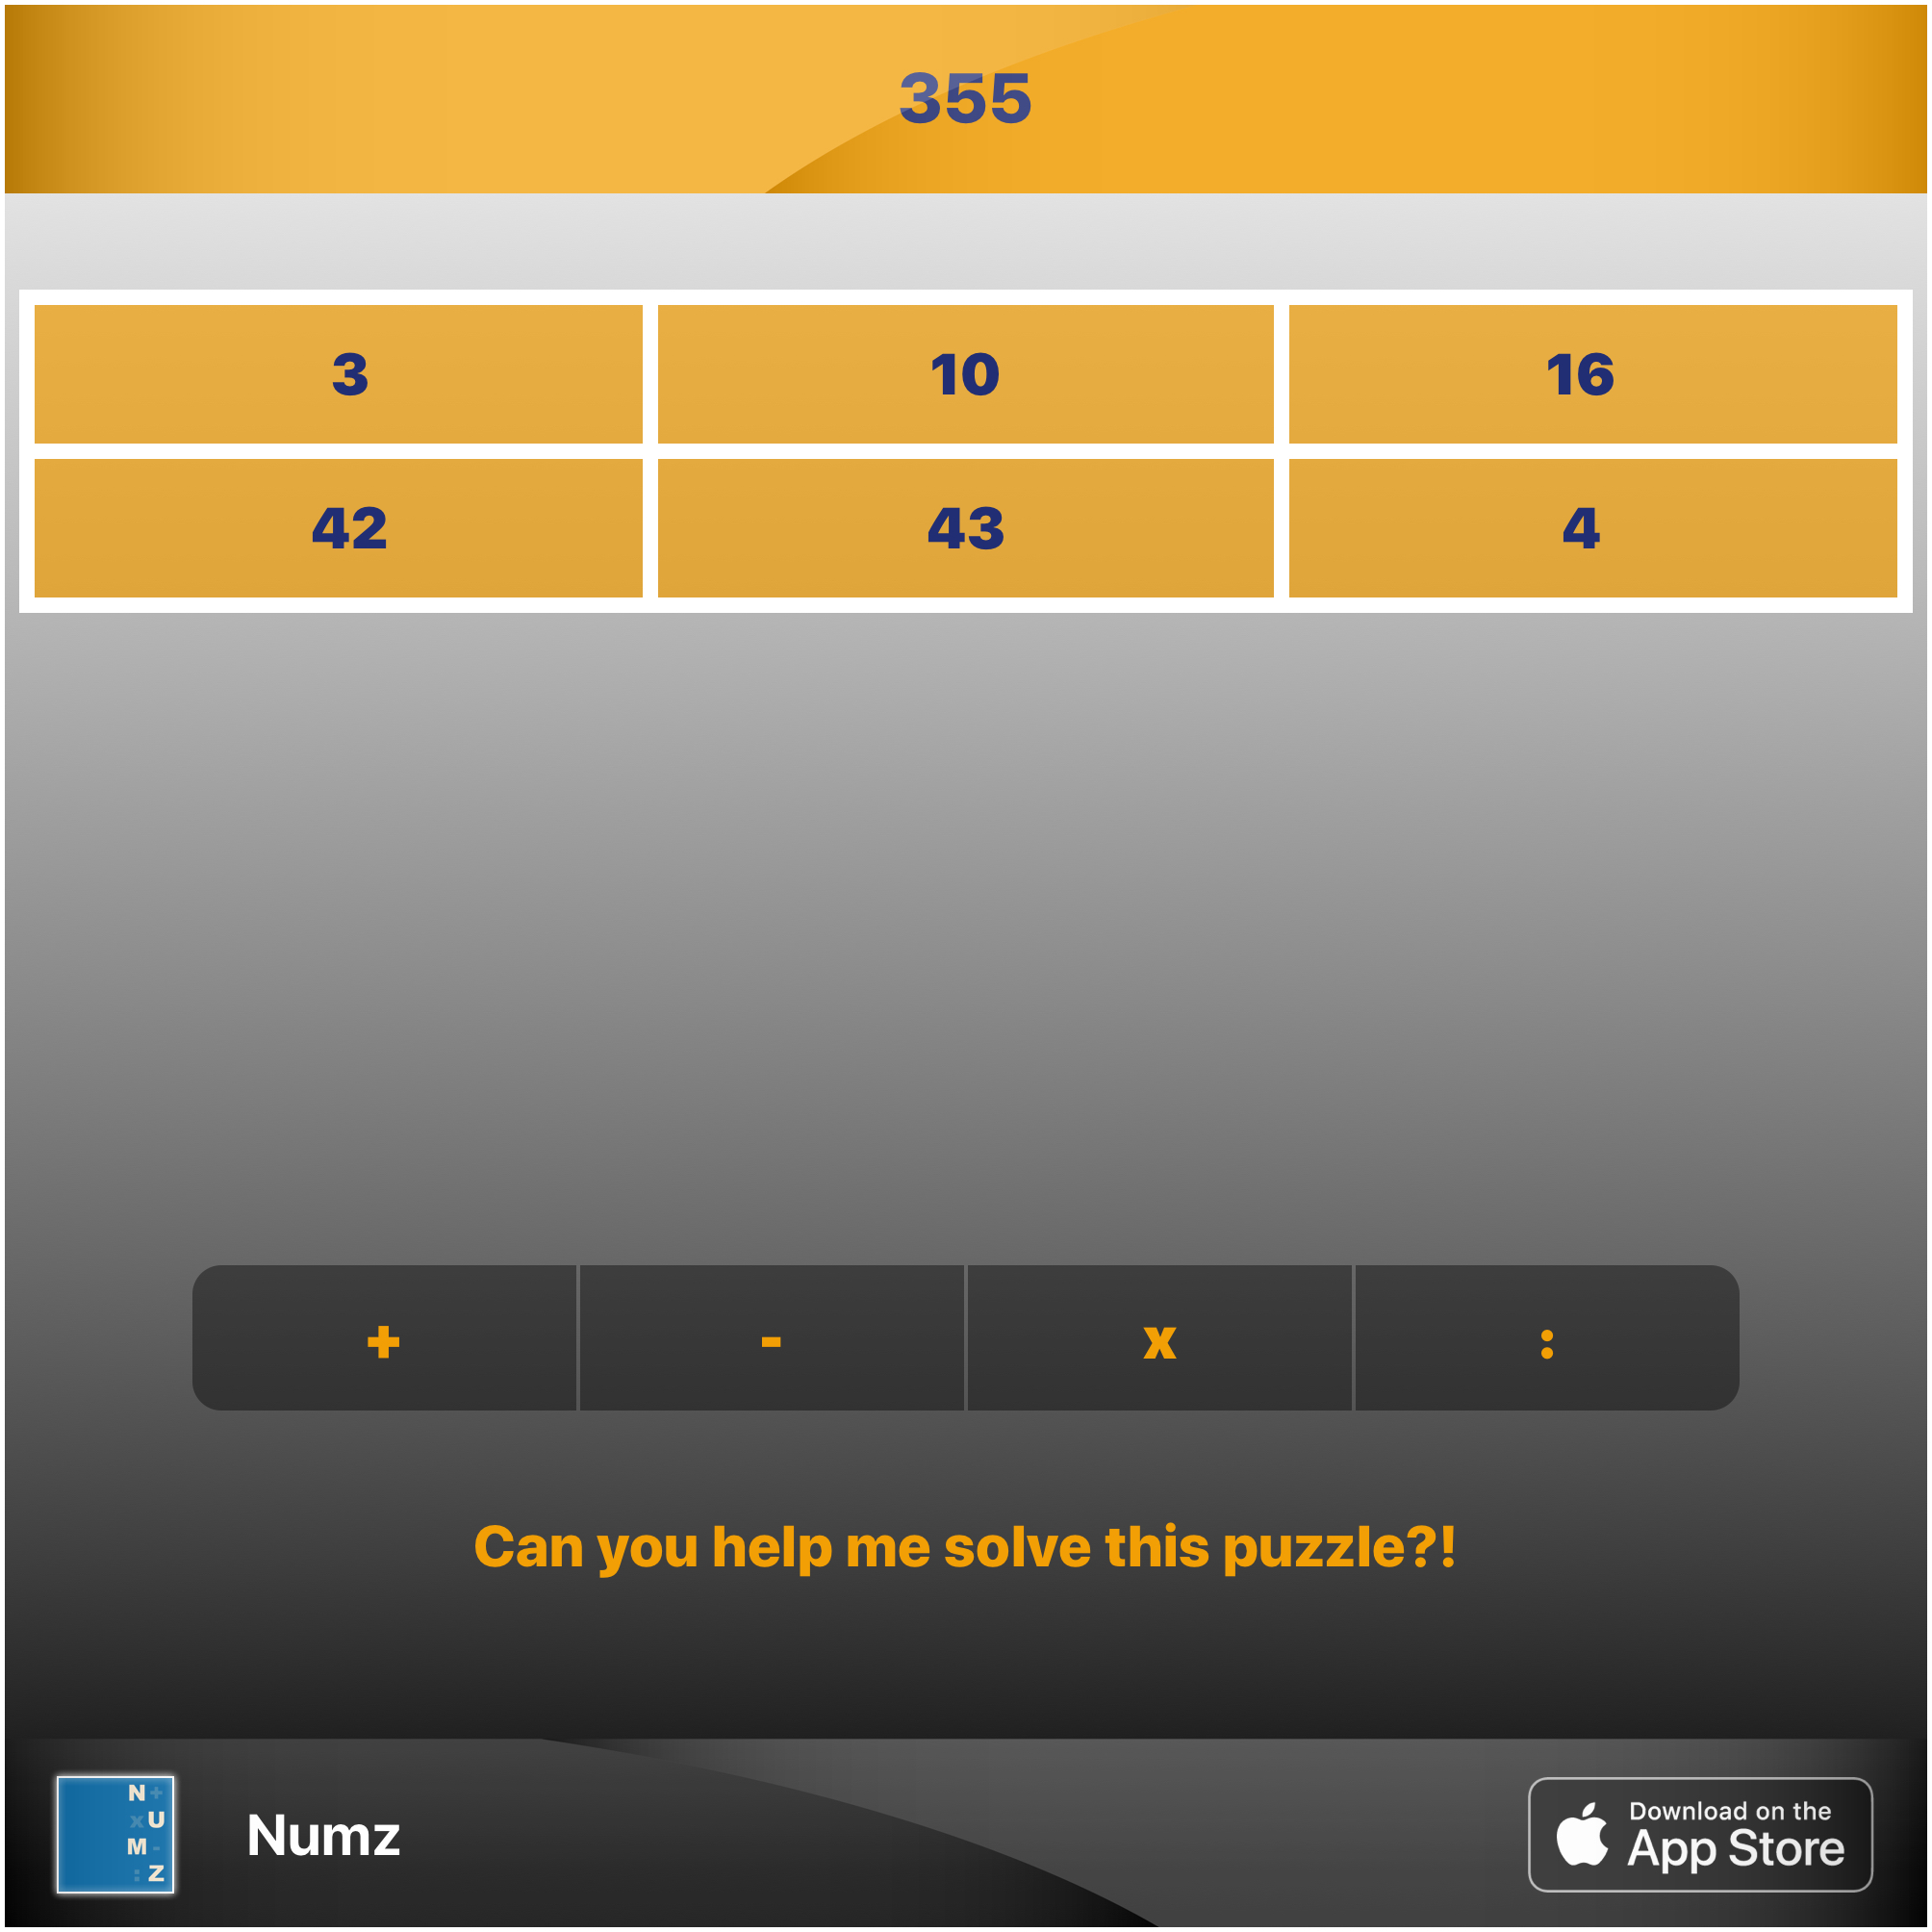 355
3 10 16
42 43 4
+ - x :
Can you help me solve this puzzle?!
N +
x U
M -
: Z
Numz
Download on the
App Store